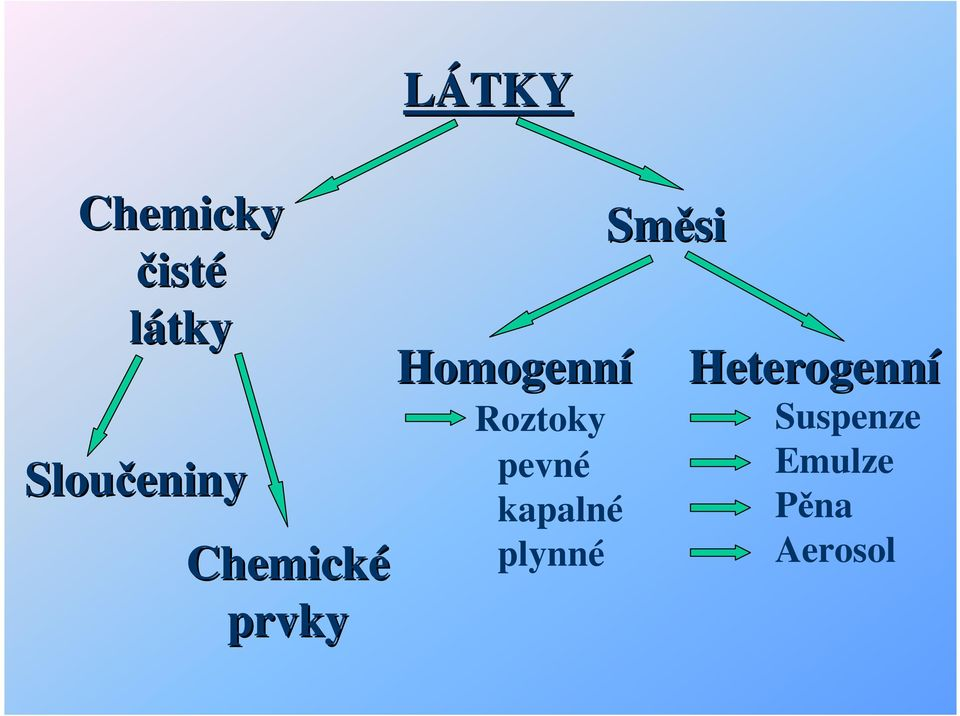 LÁTKY
Chemicky
čisté
látky
Sloučeniny
Chemické
prvky
Směsi
Homogenní
Roztoky
pevné
kapalné
plynné
Heterogenní
Suspenze
Emulze
Pěna
Aerosol